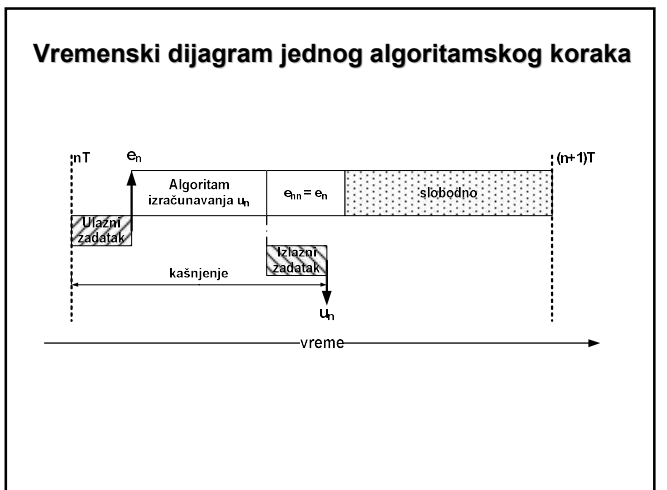 Vremenski dijagram jednog algoritamskog koraka
nT
eₙ
(n+1)T
Algoritam
izračunavanja uₙ
eₙₙ = eₙ
slobodno
Ulazni
zadatak
Izlazni
zadatak
kašnjenje
uₙ
vreme